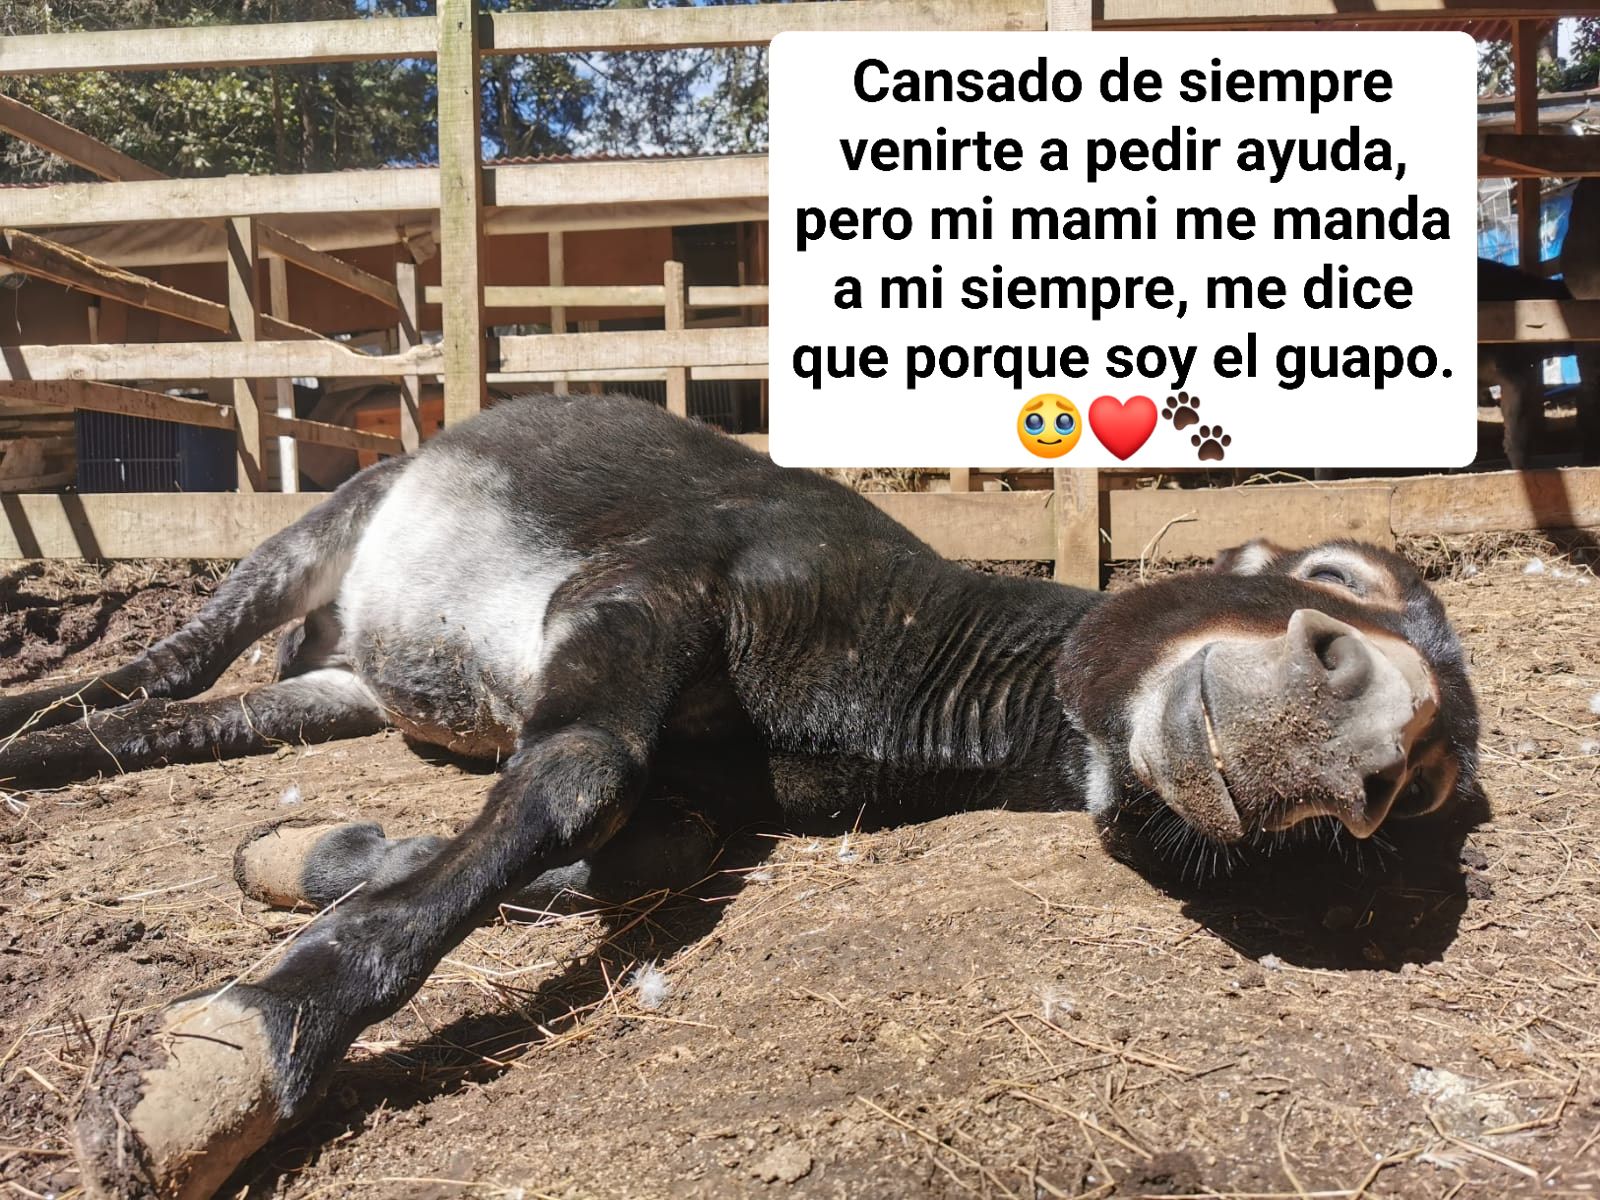 Cansado de siempre
venirte a pedir ayuda,
pero mi mami me manda
a mi siempre, me dice
que porque soy el guapo.
🥹❤️🐾